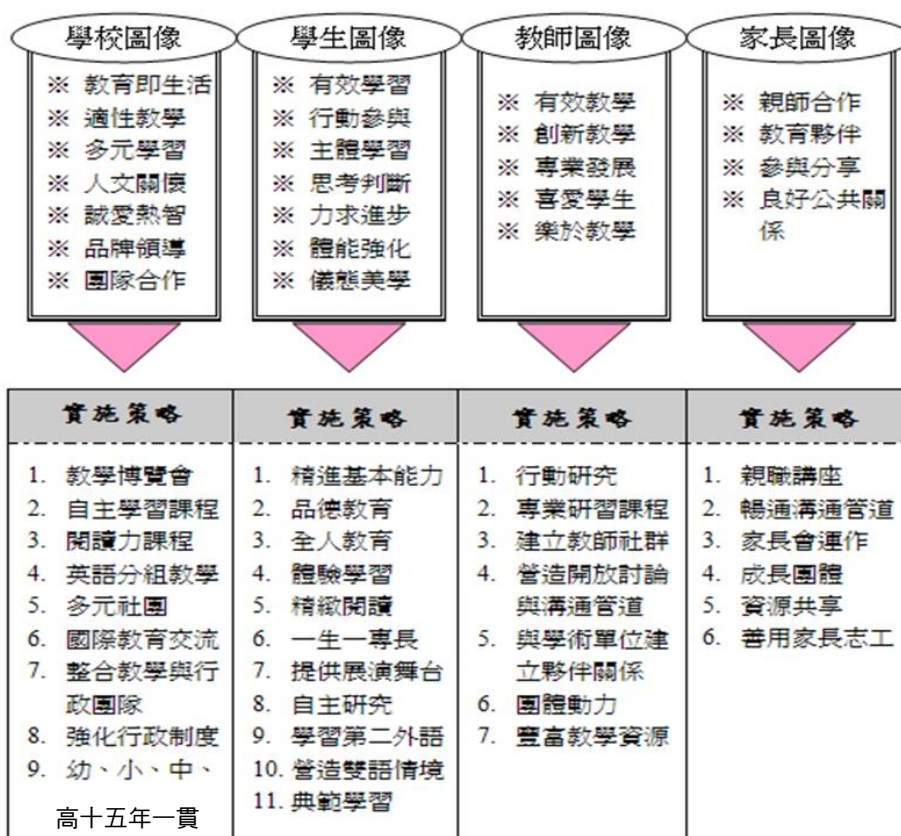 學校圖像
※ 教育即生活
※ 適性教學
※ 多元學習
※ 人文關懷
※ 誠愛熱智
※ 品牌領導
※ 團隊合作
學生圖像
※ 有效學習
※ 行動參與
※ 主體學習
※ 思考判斷
※ 力求進步
※ 體能強化
※ 儀態美學
教師圖像
※ 有效教學
※ 創新教學
※ 專業發展
※ 喜愛學生
※ 樂於教學
家長圖像
※ 親師合作
※ 教育夥伴
※ 參與分享
※ 良好公共關
係
實施策略
1. 教學博覽會
2. 自主學習課程
3. 閱讀力課程
4. 英語分組教學
5. 多元社團
6. 國際教育交流
7. 整合教學與行
政團隊
8. 強化行政制度
9. 幼、小、中、
高十五年一貫
實施策略
1. 精進基本能力
2. 品德教育
3. 全人教育
4. 體驗學習
5. 精緻閱讀
6. 一生一專長
7. 提供展演舞台
8. 自主研究
9. 學習第二外語
10. 營造雙語情境
11. 典範學習
實施策略
1. 行動研究
2. 專業研習課程
3. 建立教師社群
4. 營造開放討論
與溝通管道
5. 與學術單位建
立夥伴關係
6. 團體動力
7. 豐富教學資源
實施策略
1. 親職講座
2. 暢通溝通管道
3. 家長會運作
4. 成長團體
5. 資源共享
6. 善用家長志工